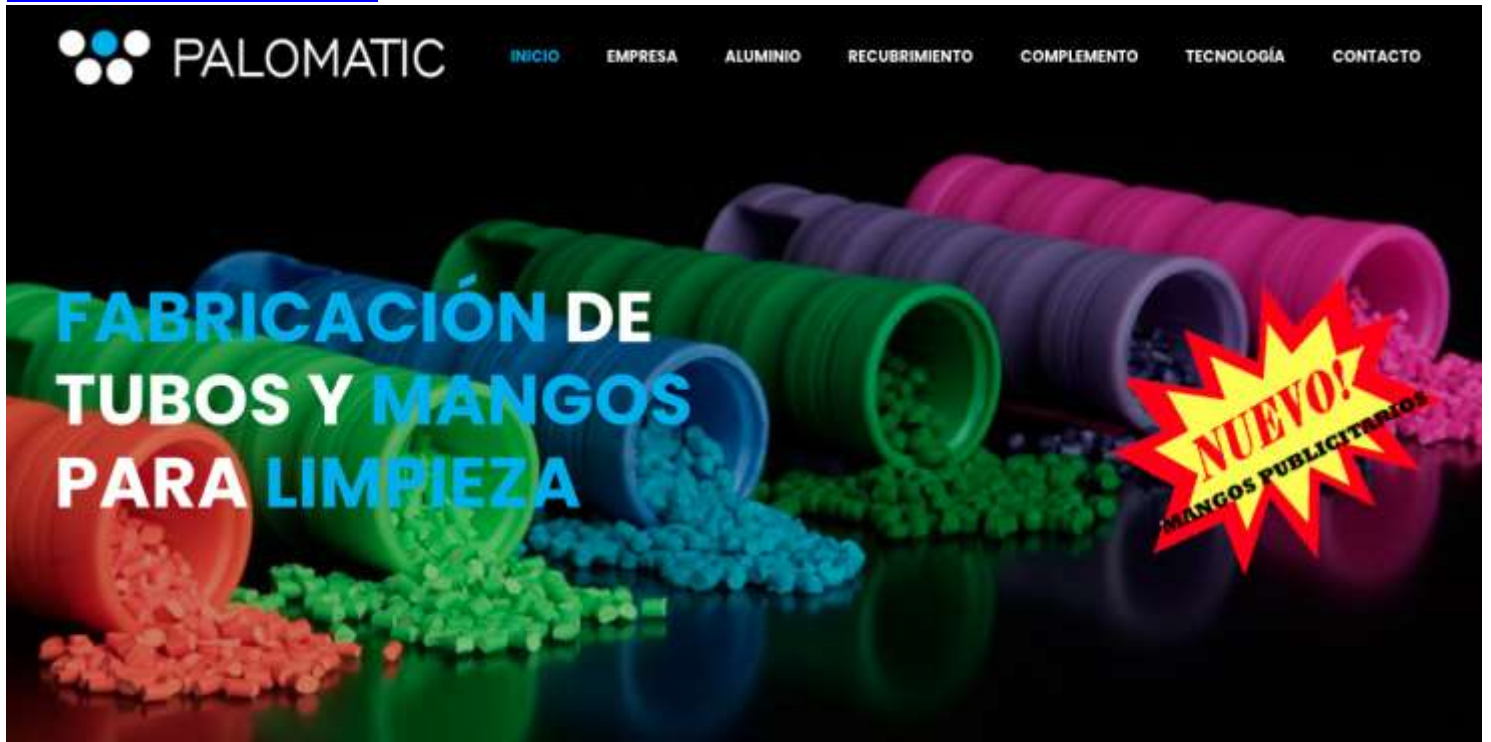 PALOMATIC
INICIO EMPRESA ALUMINIO RECUBRIMIENTO COMPLEMENTO TECNOLOGÍA CONTACTO
FABRICACIÓN DE
TUBOS Y MANGOS
PARA LIMPIEZA
NUEVO!
MANGOS PUBLICITARIOS